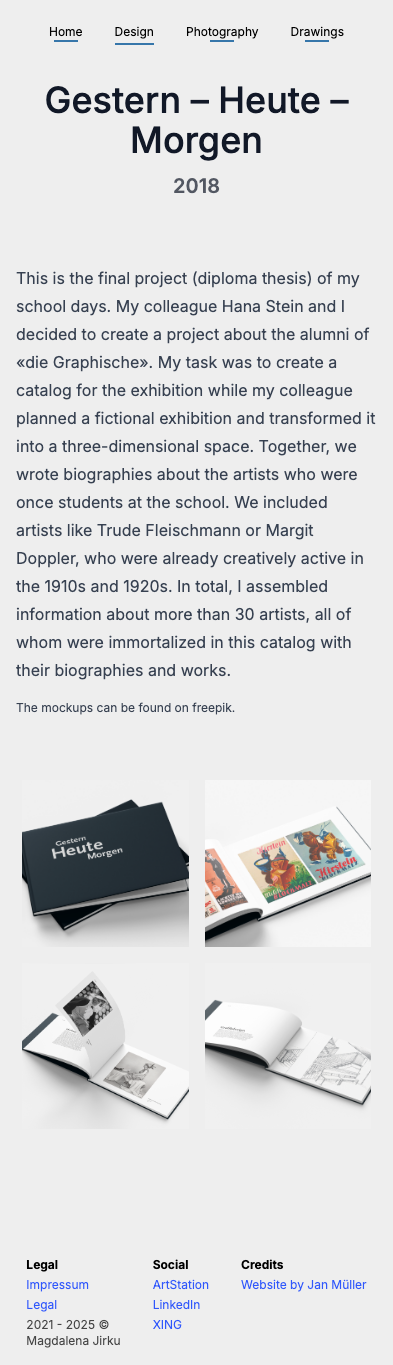 Home Design Photography Drawings
Gestern – Heute –
Morgen
2018
This is the final project (diploma thesis) of my
school days. My colleague Hana Stein and I
decided to create a project about the alumni of
«die Graphische». My task was to create a
catalog for the exhibition while my colleague
planned a fictional exhibition and transformed it
into a three-dimensional space. Together, we
wrote biographies about the artists who were
once students at the school. We included
artists like Trude Fleischmann or Margit
Doppler, who were already creatively active in
the 1910s and 1920s. In total, I assembled
information about more than 30 artists, all of
whom were immortalized in this catalog with
their biographies and works.
The mockups can be found on freepik.
Gestern
Heute
Morgen
Legal Social Credits
Impressum ArtStation Website by Jan Müller
Legal LinkedIn
2021 - 2025 © XING
Magdalena Jirku